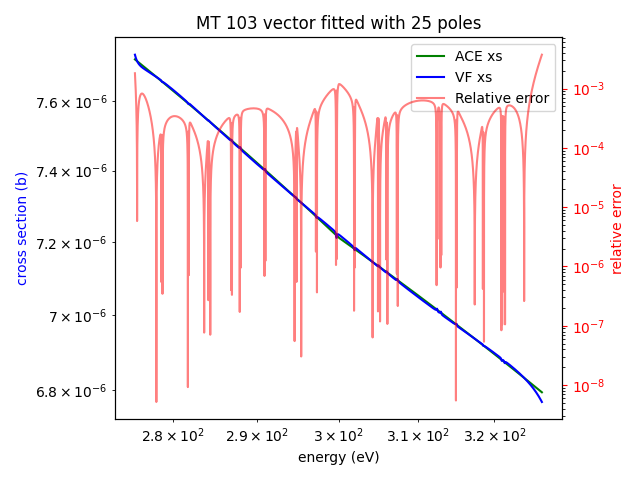 MT 103 vector fitted with 25 poles
ACE xs
VF xs
Relative error
7.6 × 10⁻⁶
7.4 × 10⁻⁶
7.2 × 10⁻⁶
7 × 10⁻⁶
6.8 × 10⁻⁶
cross section (b)
10⁻³
10⁻⁴
10⁻⁵
10⁻⁶
10⁻⁷
10⁻⁸
relative error
2.8 × 10² 2.9 × 10² 3 × 10² 3.1 × 10² 3.2 × 10²
energy (eV)